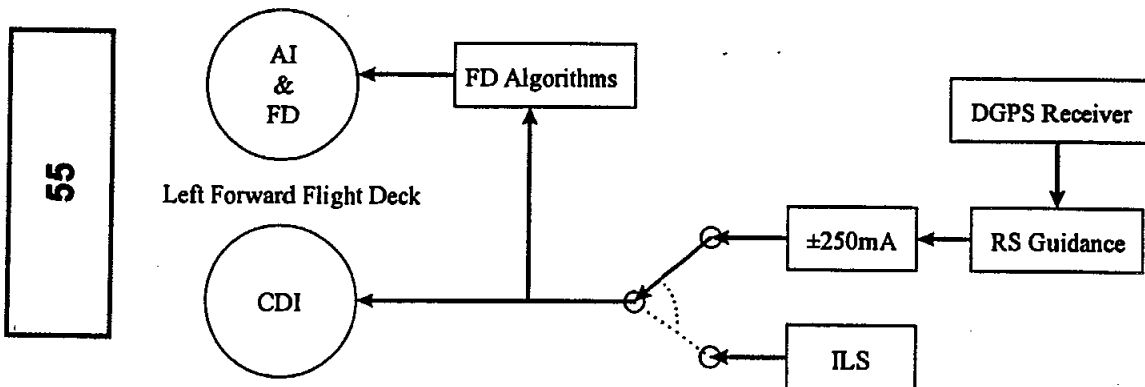 55
AI
&
FD
FD Algorithms
DGPS Receiver
Left Forward Flight Deck
±250mA
RS Guidance
CDI
ILS